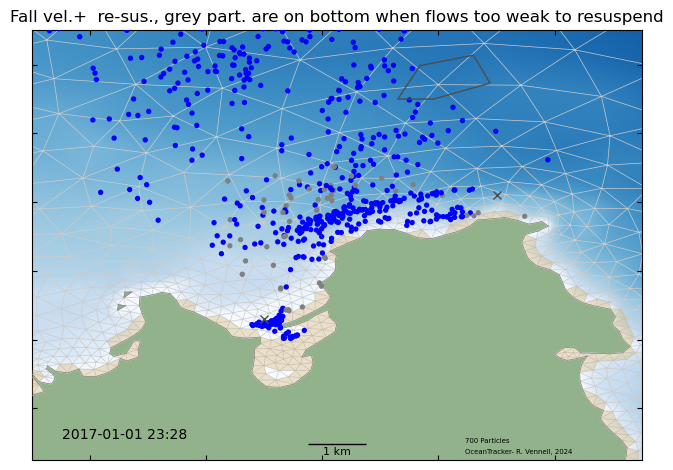 Fall vel.+  re-sus., grey part. are on bottom when flows too weak to resuspend
2017-01-01 23:28
1 km
700 Particles
OceanTracker- R. Vennell, 2024